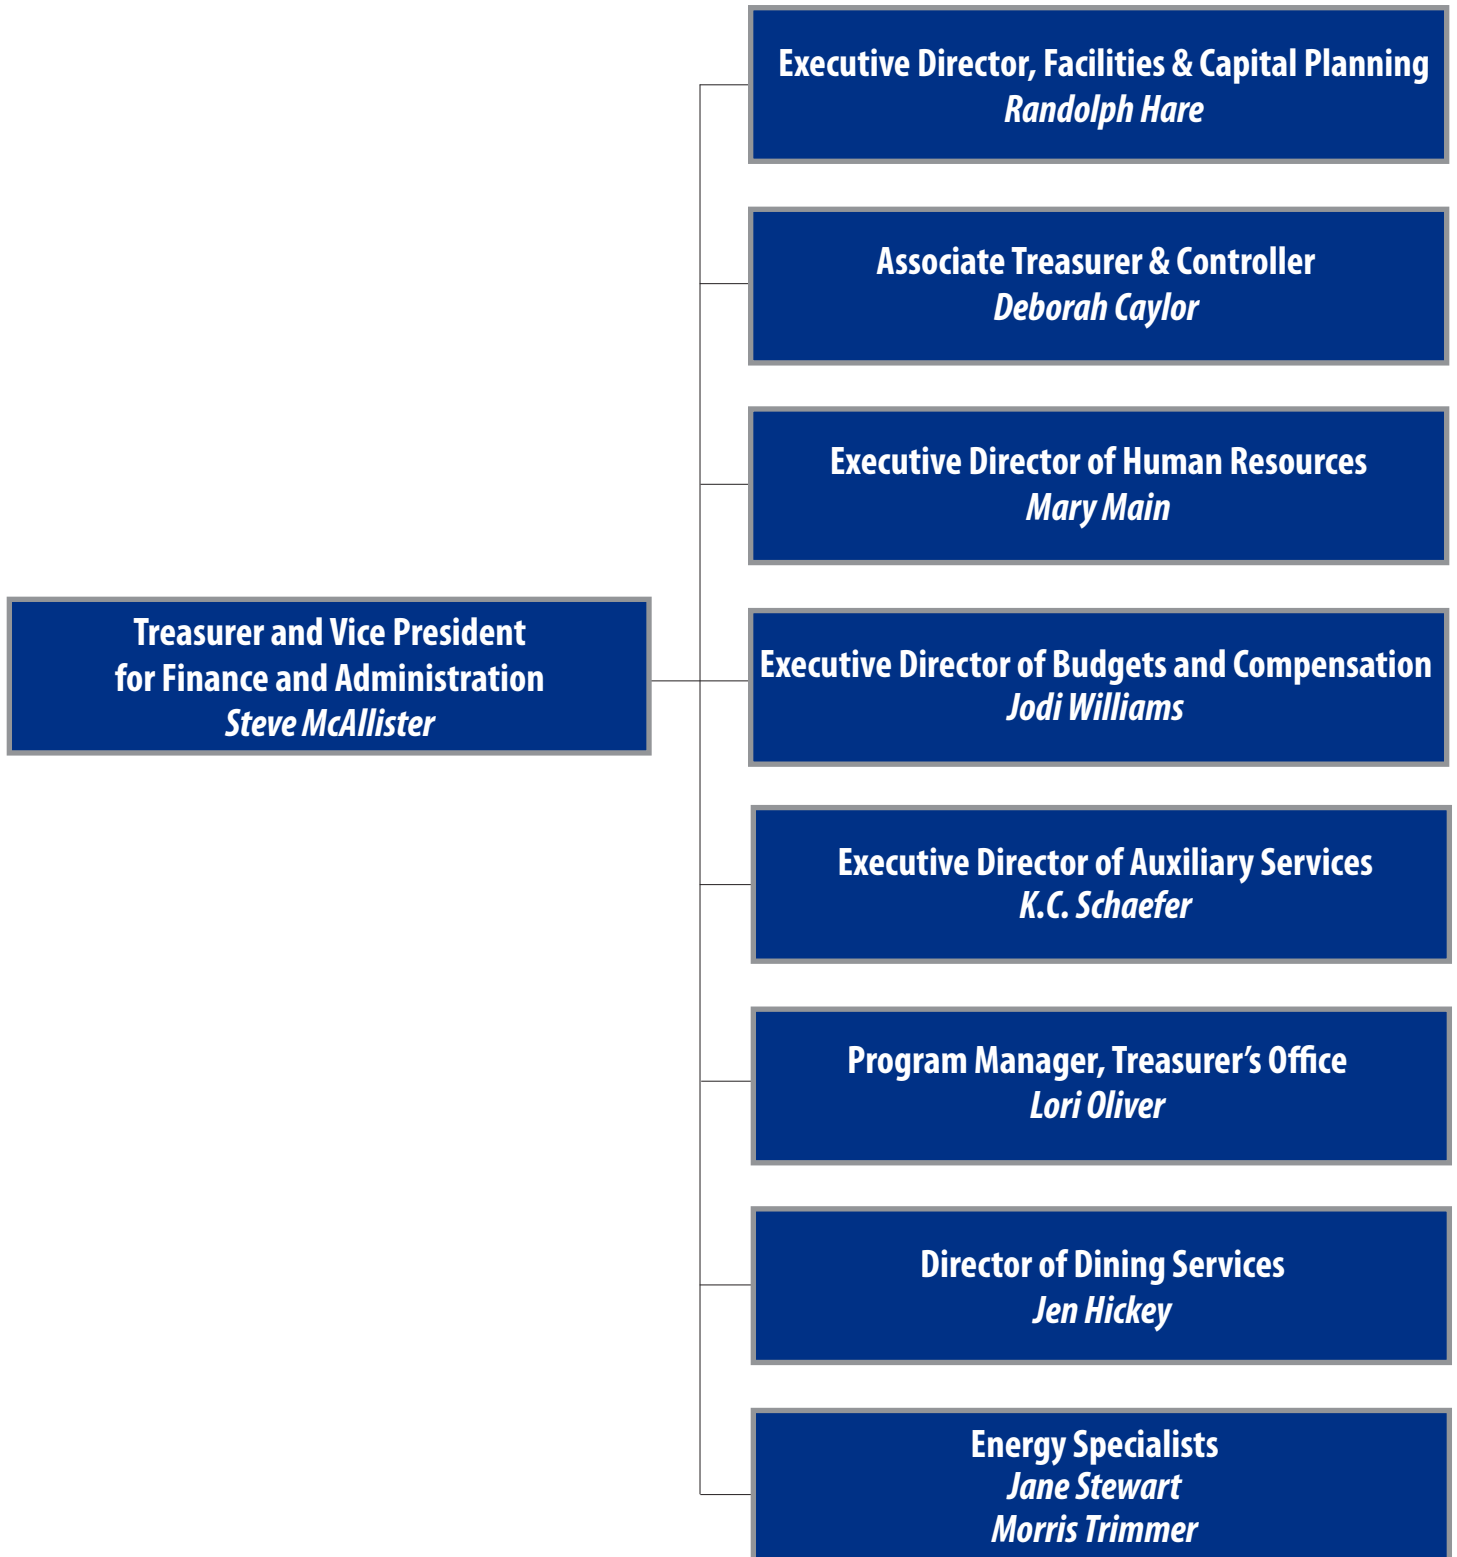 Executive Director, Facilities & Capital Planning
Randolph Hare
Associate Treasurer & Controller
Deborah Caylor
Executive Director of Human Resources
Mary Main
Treasurer and Vice President
for Finance and Administration
Steve McAllister
Executive Director of Budgets and Compensation
Jodi Williams
Executive Director of Auxiliary Services
K.C. Schaefer
Program Manager, Treasurer’s Office
Lori Oliver
Director of Dining Services
Jen Hickey
Energy Specialists
Jane Stewart
Morris Trimmer